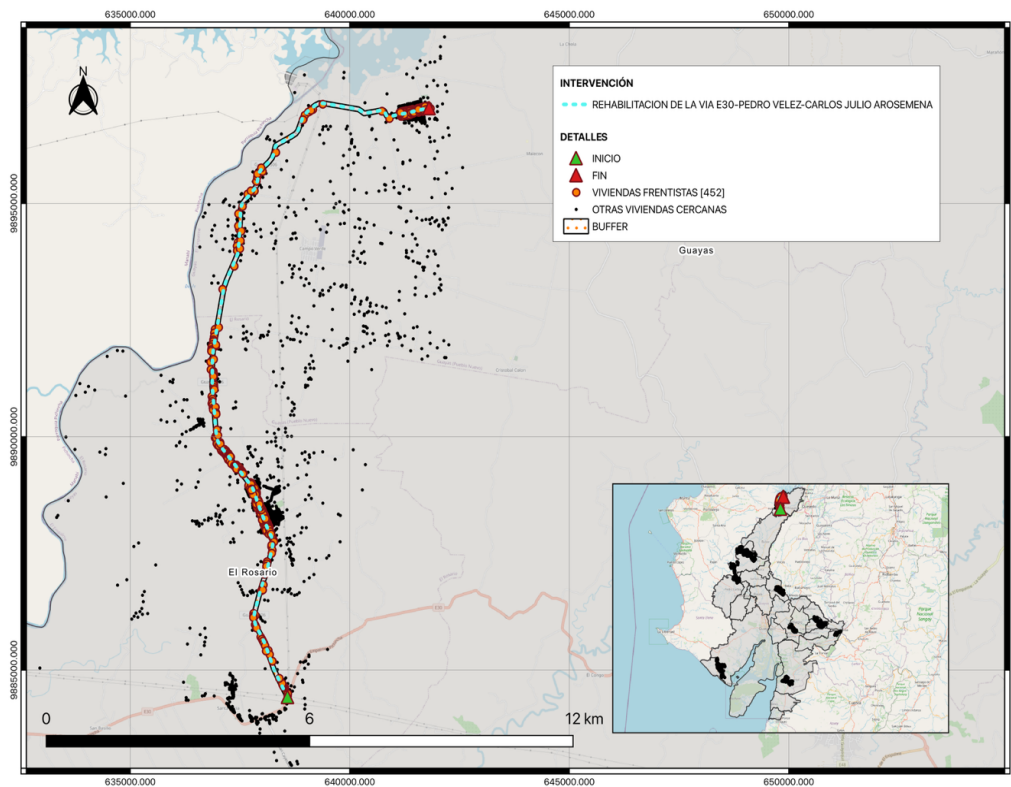 635000.000
640000.000
645000.000
650000.000
N
INTERVENCIÓN
REHABILITACION DE LA VIA E30-PEDRO VELEZ-CARLOS JULIO AROSEMENA
DETALLES
INICIO
FIN
VIVIENDAS FRENTISTAS [452]
OTRAS VIVIENDAS CERCANAS
BUFFER
9895000.000
Guayas
9890000.000
El Rosario
9885000.000
0
6
12 km
635000.000
640000.000
645000.000
650000.000